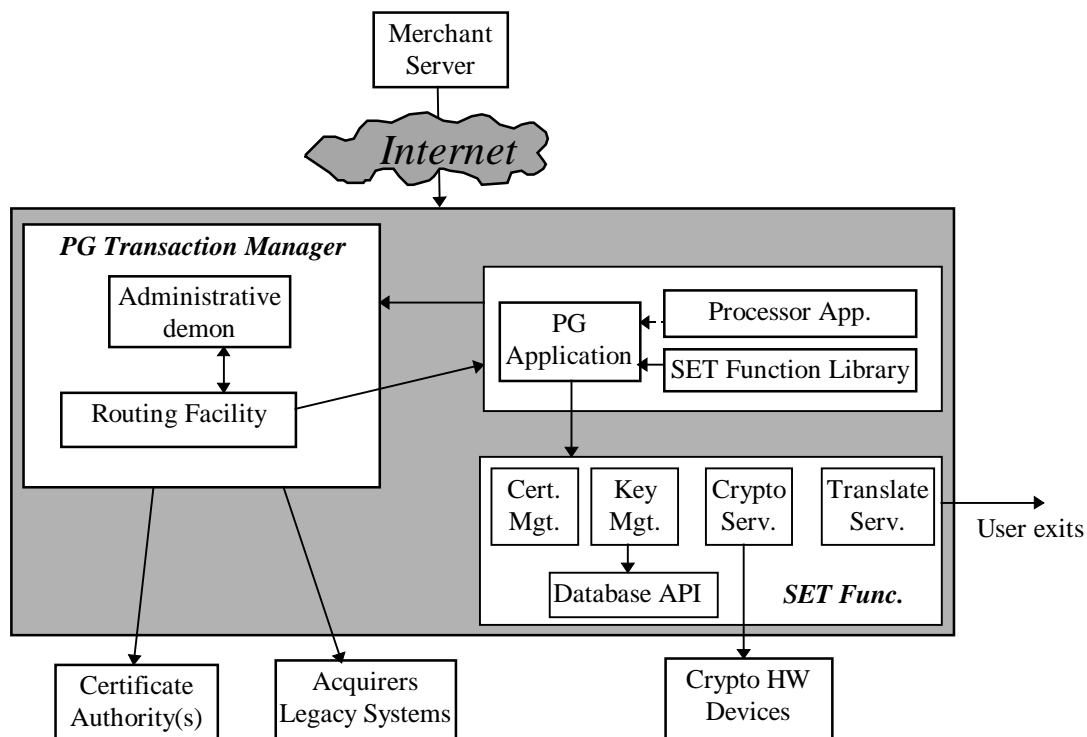 Merchant
Server
Internet
PG Transaction Manager
Administrative
demon
Routing Facility
PG
Application
Processor App.
SET Function Library
Cert.
Mgt.
Key
Mgt.
Crypto
Serv.
Translate
Serv.
User exits
Database API
SET Func.
Certificate
Authority(s)
Acquirers
Legacy Systems
Crypto HW
Devices